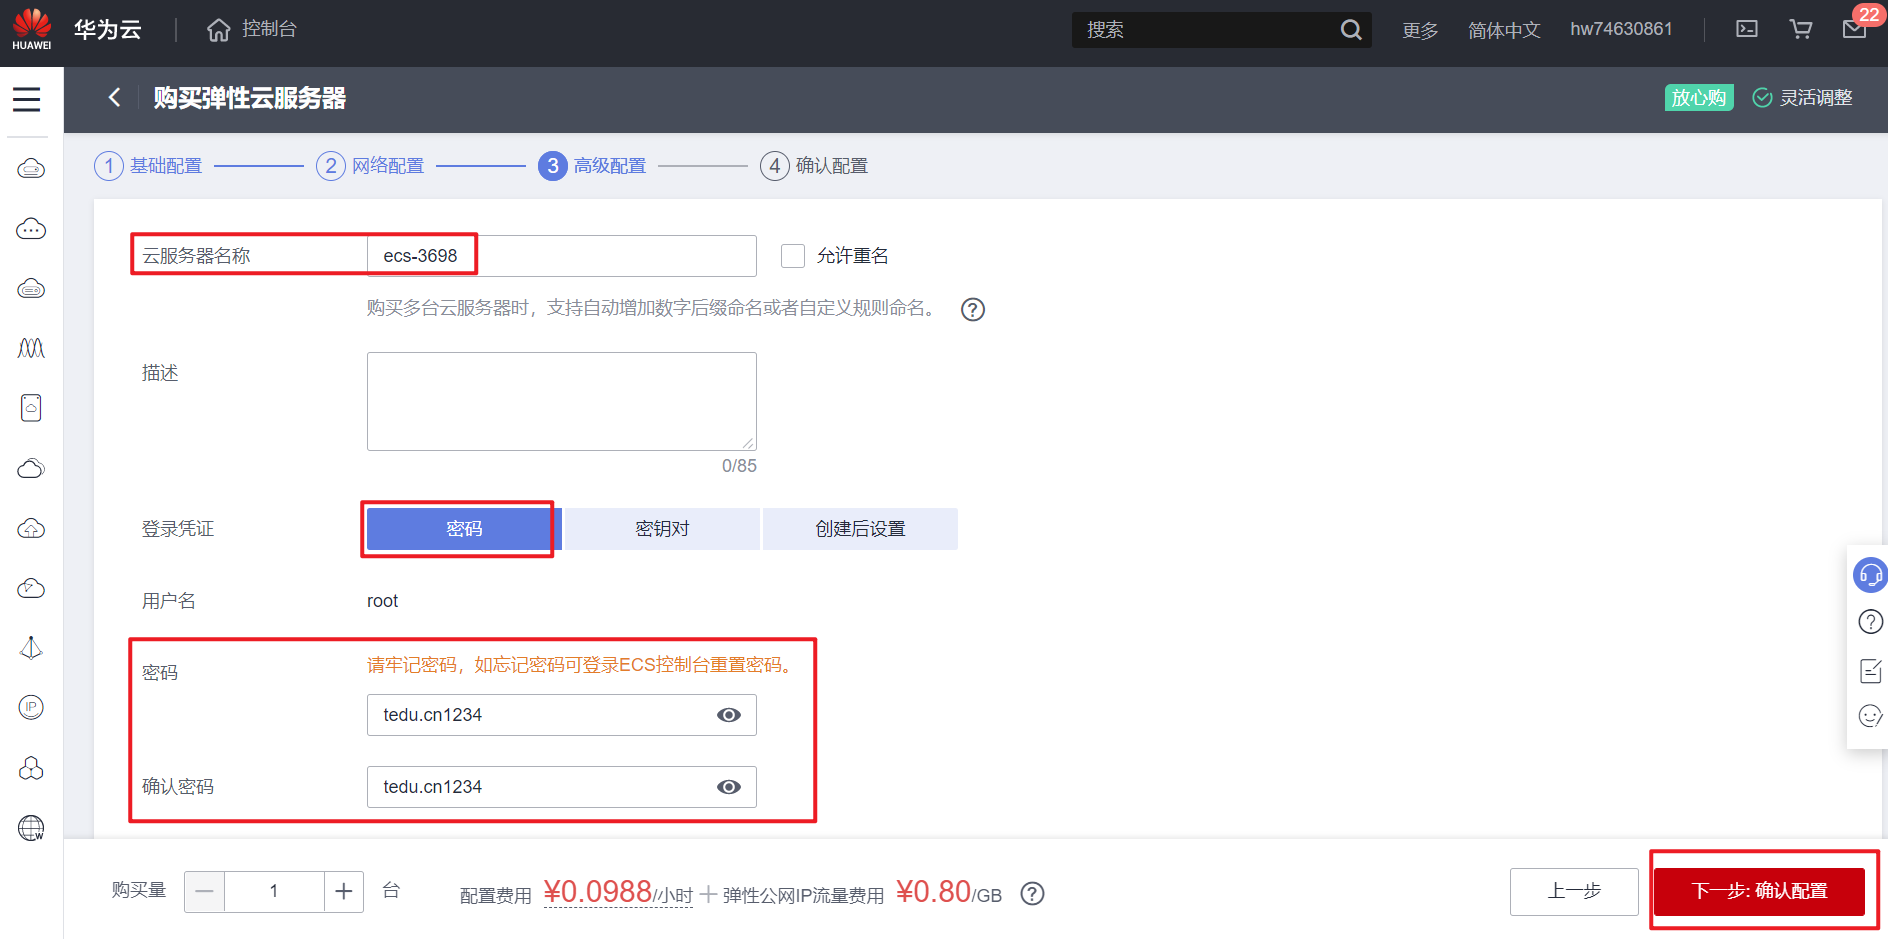 HUAWEI
华为云
控制台
搜索
更多
简体中文
hw74630861
22
购买弹性云服务器
放心购
灵活调整
1 基础配置
2 网络配置
3 高级配置
4 确认配置
云服务器名称
ecs-3698
允许重名
购买多台云服务器时，支持自动增加数字后缀命名或者自定义规则命名。
描述
0/85
登录凭证
密码
密钥对
创建后设置
用户名
root
密码
请牢记密码，如忘记密码可登录ECS控制台重置密码。
tedu.cn1234
确认密码
tedu.cn1234
IP
W
购买量
1
台
配置费用 ¥0.0988/小时 + 弹性公网IP流量费用 ¥0.80/GB
上一步
下一步: 确认配置